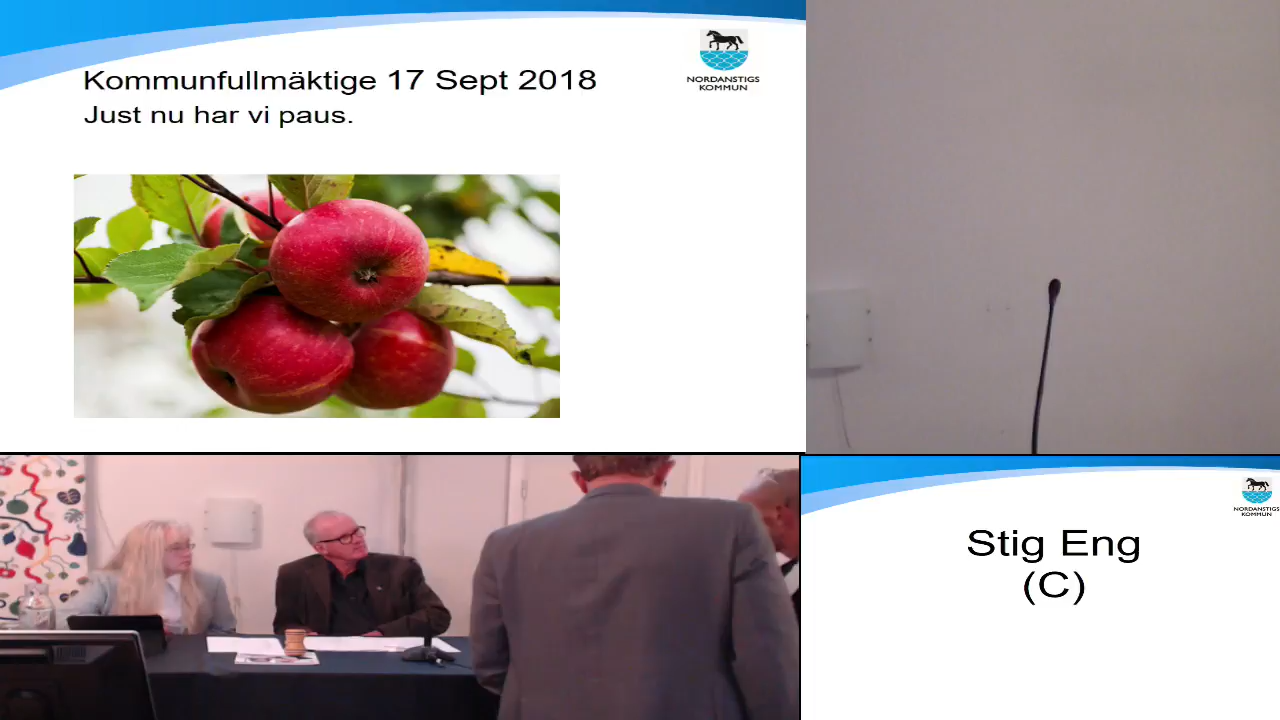 Kommunfullmäktige 17 Sept 2018
Just nu har vi paus.
NORDANSTIGS
KOMMUN
NORDANSTIGS
KOMMUN
Stig Eng
(C)